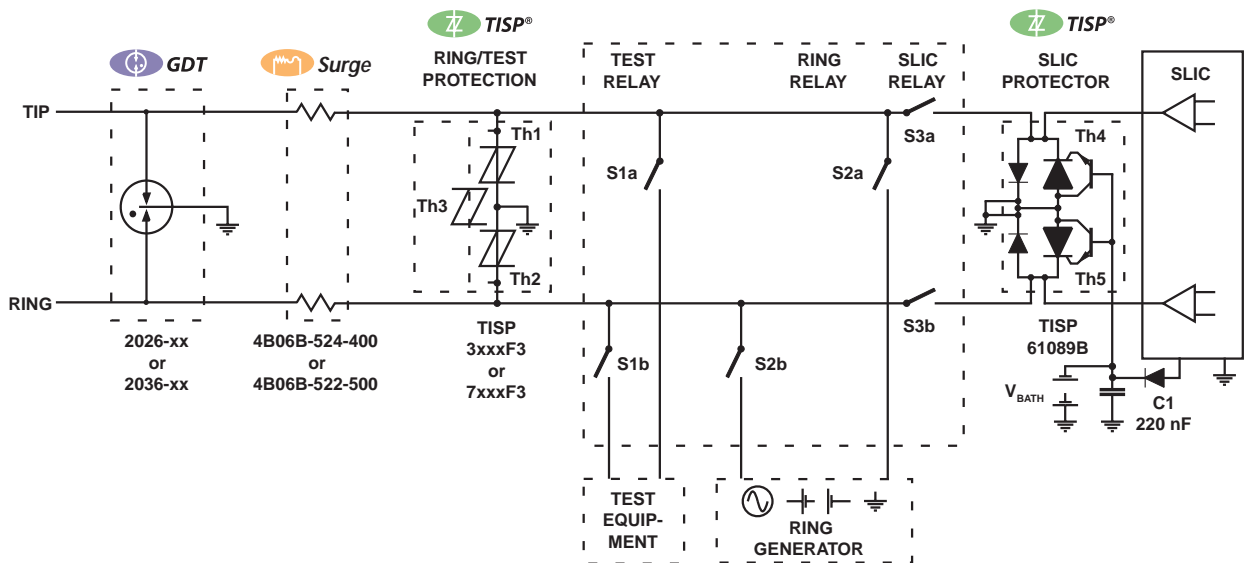 GDT
Surge
TISP®
TISP®
RING/TEST
PROTECTION
TEST
RELAY
RING
RELAY
SLIC
RELAY
SLIC
PROTECTOR
SLIC
TIP
Th1
Th3
Th2
S1a
S2a
S3a
Th4
Th5
RING
S3b
S1b
S2b
2026-xx
or
2036-xx
4B06B-524-400
or
4B06B-522-500
TISP
3xxxF3
or
7xxxF3
TISP
61089B
VBATH
C1
220 nF
TEST
EQUIP-
MENT
RING
GENERATOR